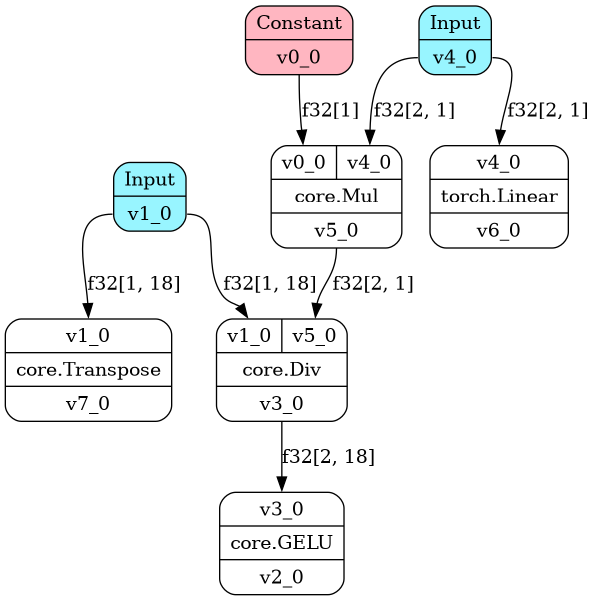 Constant
v0_0
Input
v4_0
f32[1]
f32[2, 1]
f32[2, 1]
v0_0 v4_0
core.Mul
v5_0
v4_0
torch.Linear
v6_0
Input
v1_0
f32[1, 18]
f32[1, 18]
f32[2, 1]
v1_0
core.Transpose
v7_0
v1_0 v5_0
core.Div
v3_0
f32[2, 18]
v3_0
core.GELU
v2_0